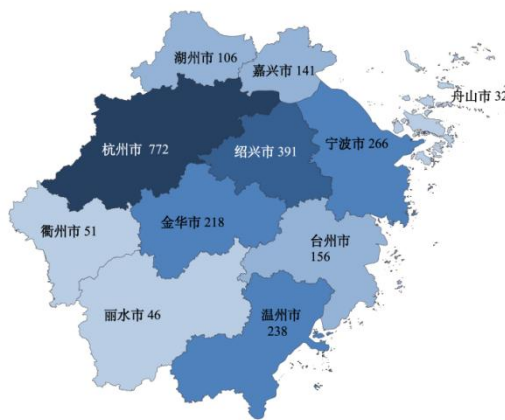 湖州市 106
嘉兴市 141
舟山市 32
杭州市 772
绍兴市 391
宁波市 266
衢州市 51
金华市 218
台州市
156
丽水市 46
温州市
238